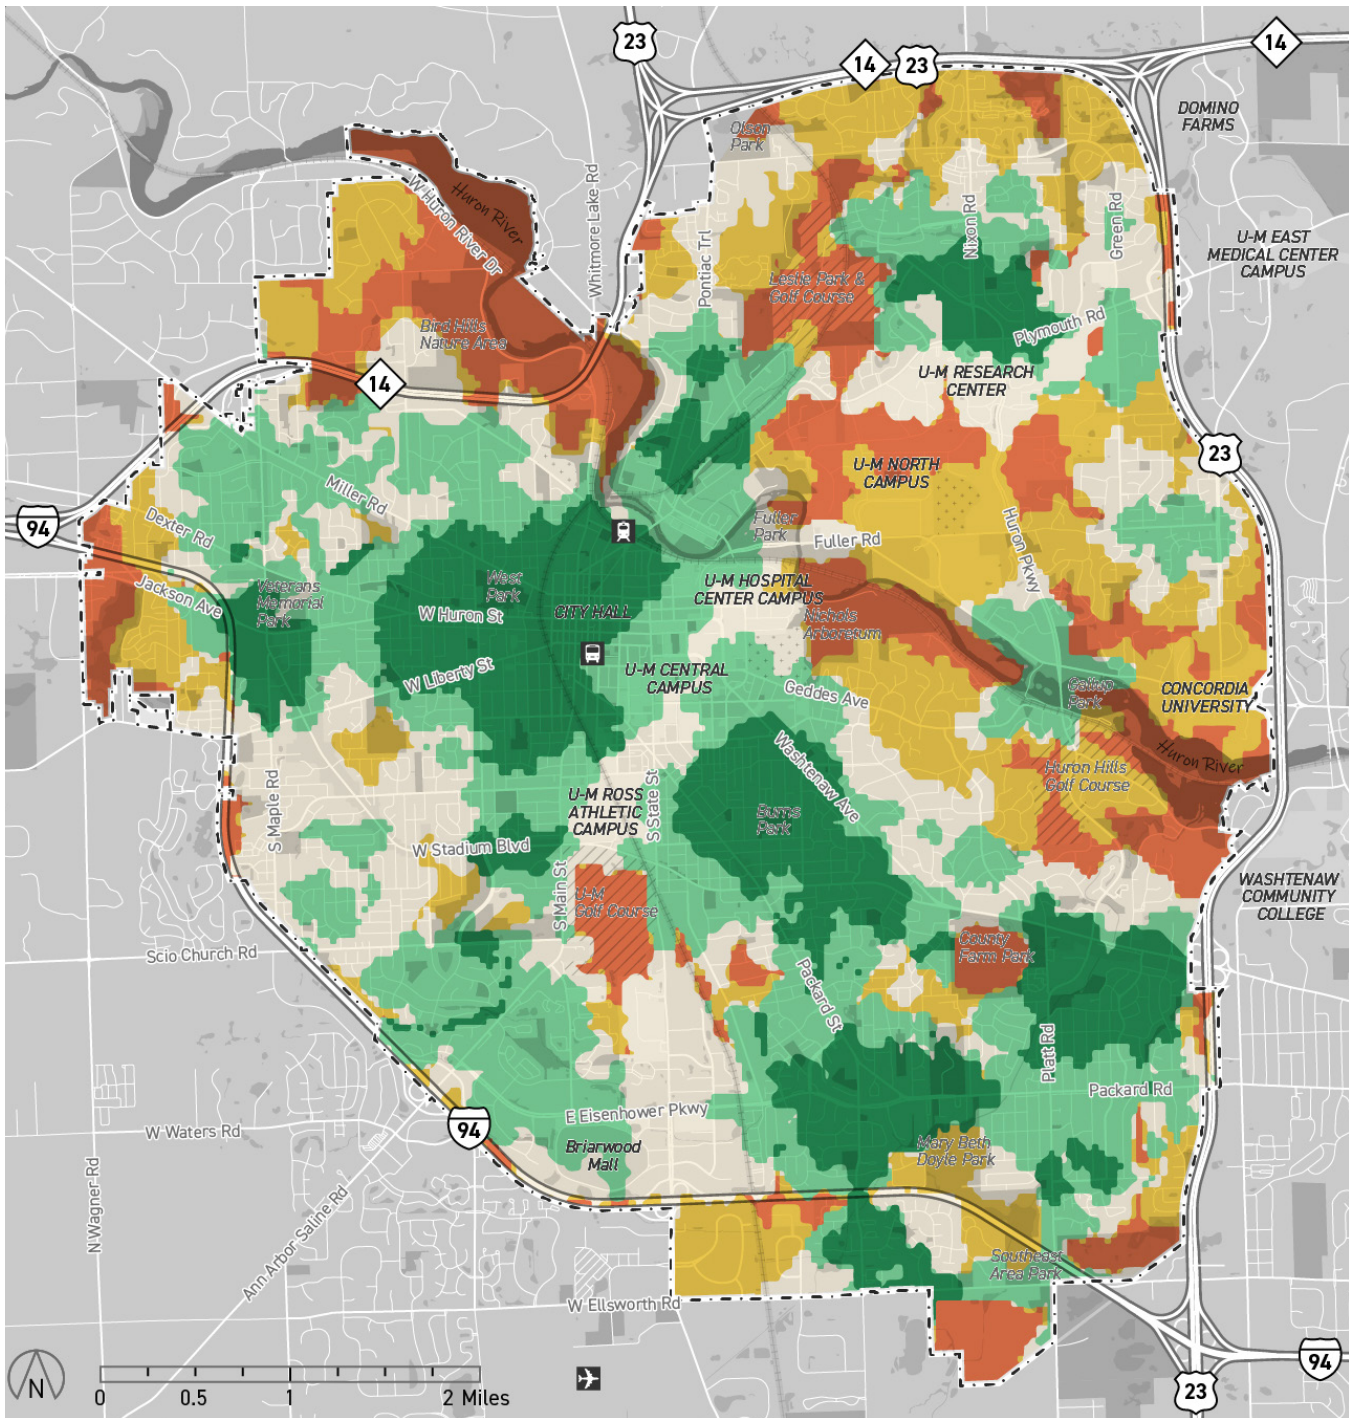 23
14
14
23
DOMINO
FARMS
Olson
Park
Huron River
W Huron River Dr
Whitmore Lake Rd
Pontiac Trl
Nixon Rd
Green Rd
U-M EAST
MEDICAL CENTER
CAMPUS
Leslie Park &
Golf Course
Bird Hills
Nature Area
Plymouth Rd
14
U-M RESEARCH
CENTER
23
U-M NORTH
CAMPUS
Miller Rd
94
Dexter Rd
Fuller
Park
Fuller Rd
Huron Pkwy
Jackson Ave
Veterans
Memorial
Park
West
Park
W Huron St
CITY HALL
U-M HOSPITAL
CENTER CAMPUS
Nichols
Arboretum
W Liberty St
U-M CENTRAL
CAMPUS
Geddes Ave
Gallup
Park
CONCORDIA
UNIVERSITY
Huron River
Washtenaw Ave
Huron Hills
Golf Course
S Maple Rd
U-M ROSS
ATHLETIC
CAMPUS
S State St
Burns
Park
W Stadium Blvd
S Main St
U-M
Golf Course
WASHTENAW
COMMUNITY
COLLEGE
County
Farm Park
Scio Church Rd
Packard St
Platt Rd
Packard Rd
E Eisenhower Pkwy
94
W Waters Rd
Briarwood
Mall
Mary Beth
Doyle Park
N Wagner Rd
Ann Arbor Saline Rd
Southeast
Area Park
W Ellsworth Rd
N
0 0.5 1 2 Miles
94
23